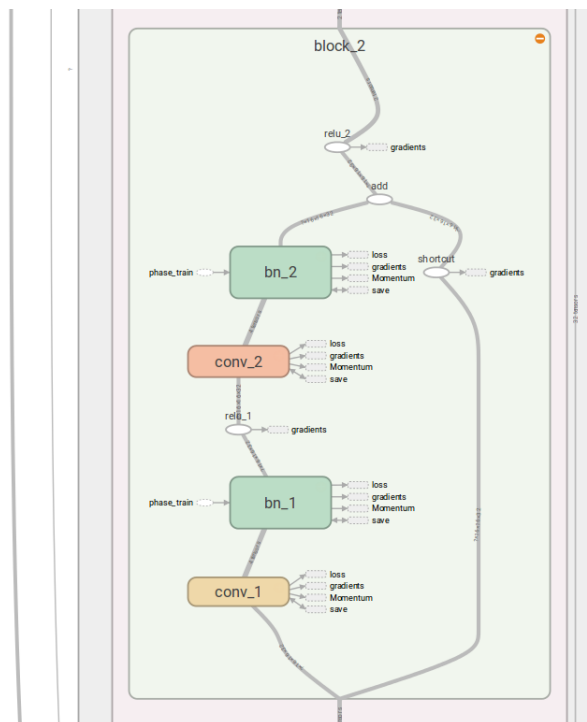 block_2
relu_2
gradients
add
shortcut
gradients
phase_train
bn_2
loss
gradients
Momentum
save
conv_2
loss
gradients
Momentum
save
relu_1
gradients
phase_train
bn_1
loss
gradients
Momentum
save
conv_1
loss
gradients
Momentum
save